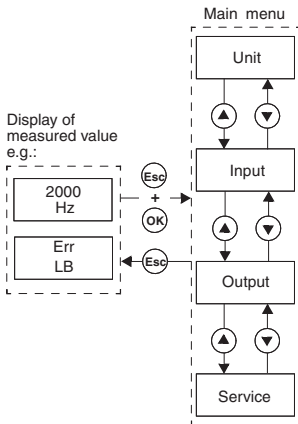 Main menu
Unit
Display of
measured value
e.g.:
2000
Hz
Err
LB
Esc
+
OK
Esc
Input
Output
Service